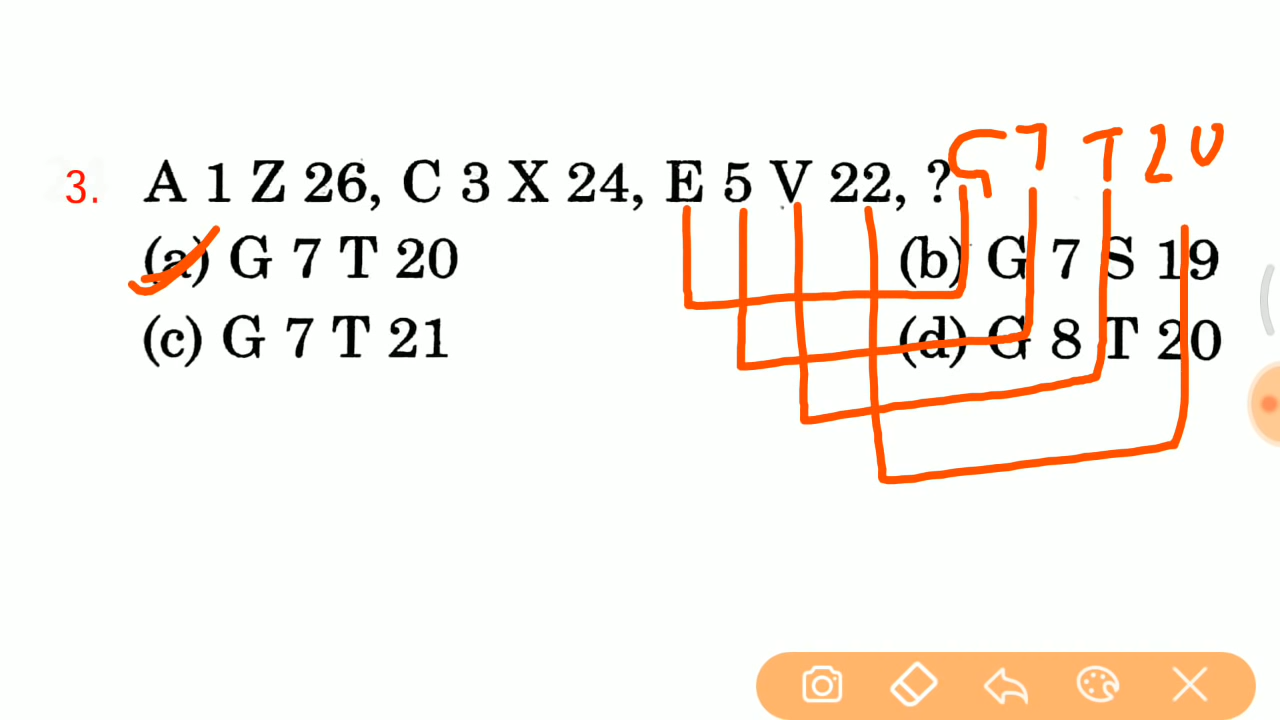 G 7 T 20
3. A 1 Z 26, C 3 X 24, E 5 V 22, ?
(a) G 7 T 20 (b) G 7 S 19
(c) G 7 T 21 (d) G 8 T 20